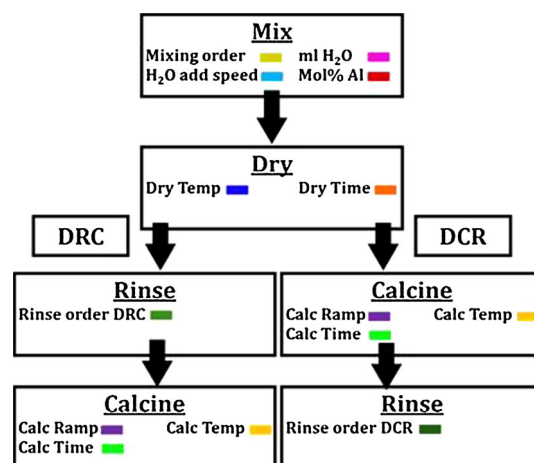 Mix
Mixing order ml H₂O
H₂O add speed Mol% Al
Dry
Dry Temp Dry Time
DRC DCR
Rinse
Rinse order DRC
Calcine
Calc Ramp Calc Temp
Calc Time
Calcine
Calc Ramp Calc Temp
Calc Time
Rinse
Rinse order DCR